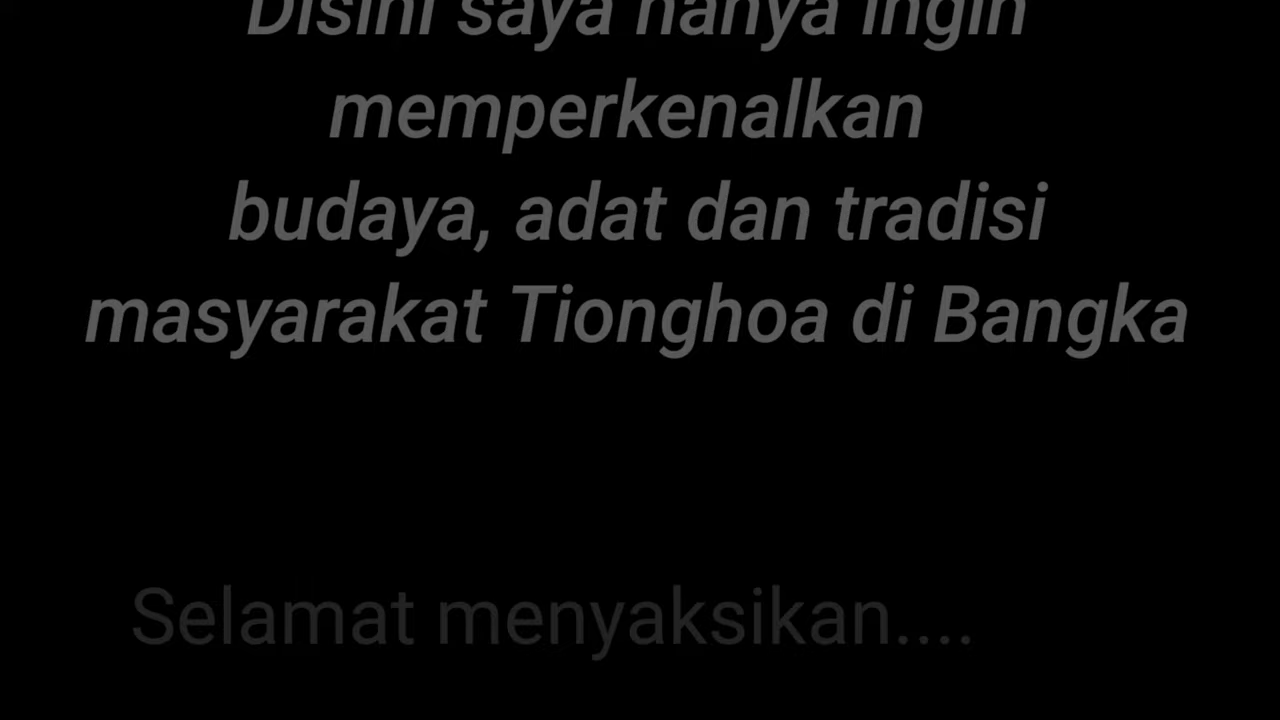 Disini saya hanya ingin
memperkenalkan
budaya, adat dan tradisi
masyarakat Tionghoa di Bangka
Selamat menyaksikan....